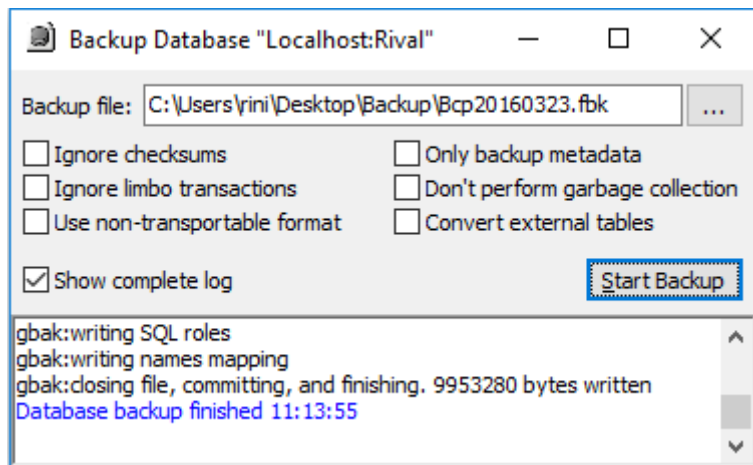 Backup Database "Localhost:Rival"
Backup file: C:\Users\rini\Desktop\Backup\Bcp20160323.fbk ...
Ignore checksums
Only backup metadata
Ignore limbo transactions
Don't perform garbage collection
Use non-transportable format
Convert external tables
Show complete log
Start Backup
gbak:writing SQL roles
gbak:writing names mapping
gbak:closing file, committing, and finishing. 9953280 bytes written
Database backup finished 11:13:55